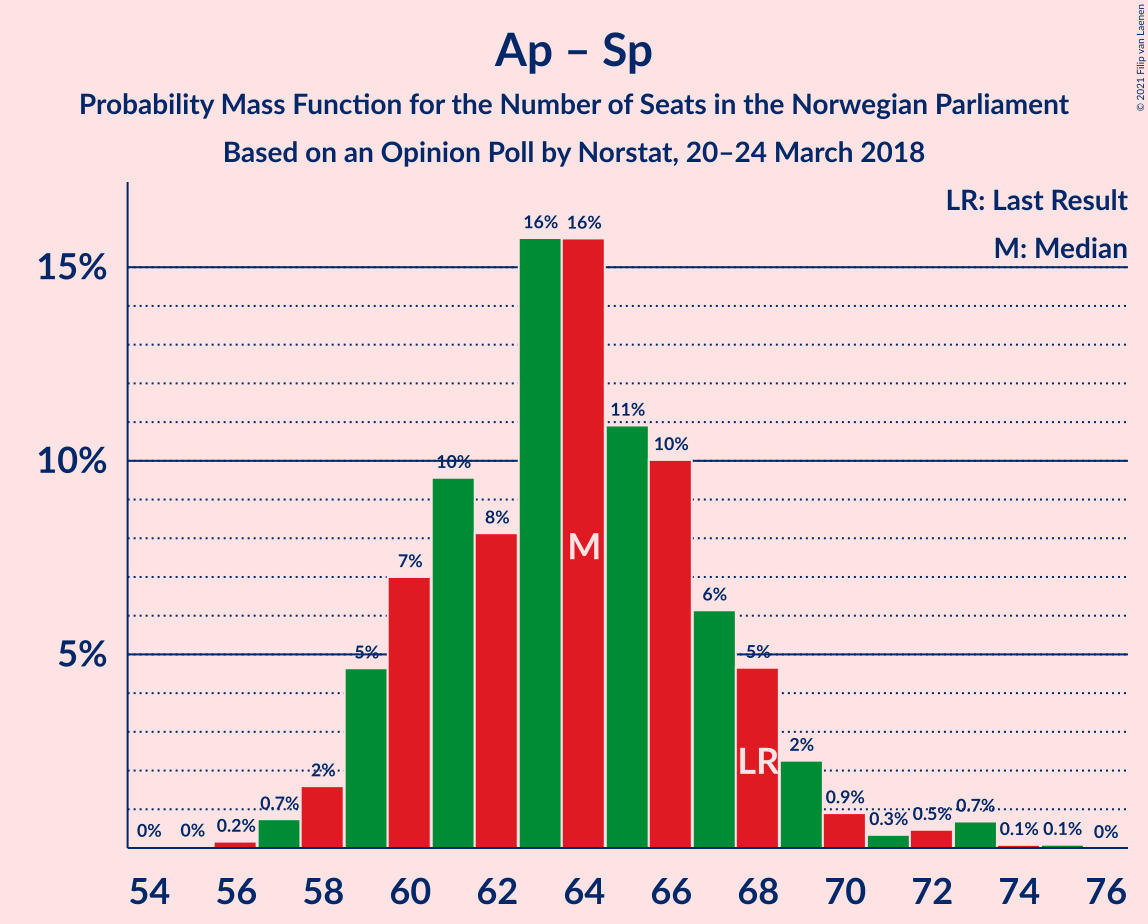 Ap – Sp
Probability Mass Function for the Number of Seats in the Norwegian Parliament
Based on an Opinion Poll by Norstat, 20–24 March 2018
© 2021 Filip van Laenen
LR: Last Result
M: Median
15%
10%
5%
0% 0% 0.2% 0.7% 2% 5% 7% 10% 8% 16% 16% 11% 10% 6% 5% 2% 0.9% 0.3% 0.5% 0.7% 0.1% 0.1% 0%
M
LR
54 56 58 60 62 64 66 68 70 72 74 76